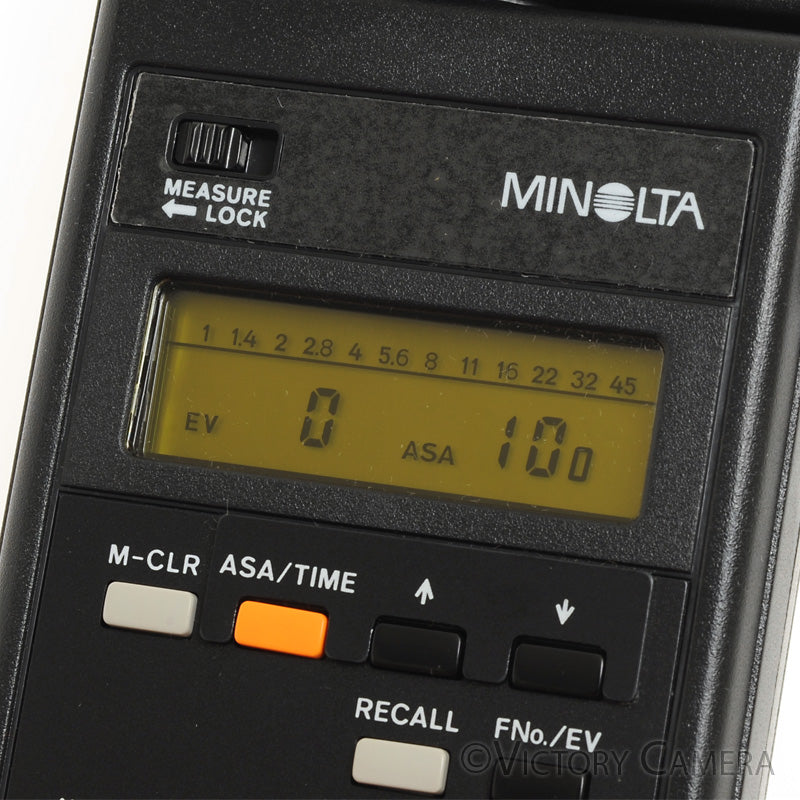 MEASURE
← LOCK
MINOLTA
1 1.4 2 2.8 4 5.6 8 11 16 22 32 45
EV 0 ASA 100
M-CLR ASA/TIME ↑ ↓
RECALL FNo./EV
©VICTORY CAMERA